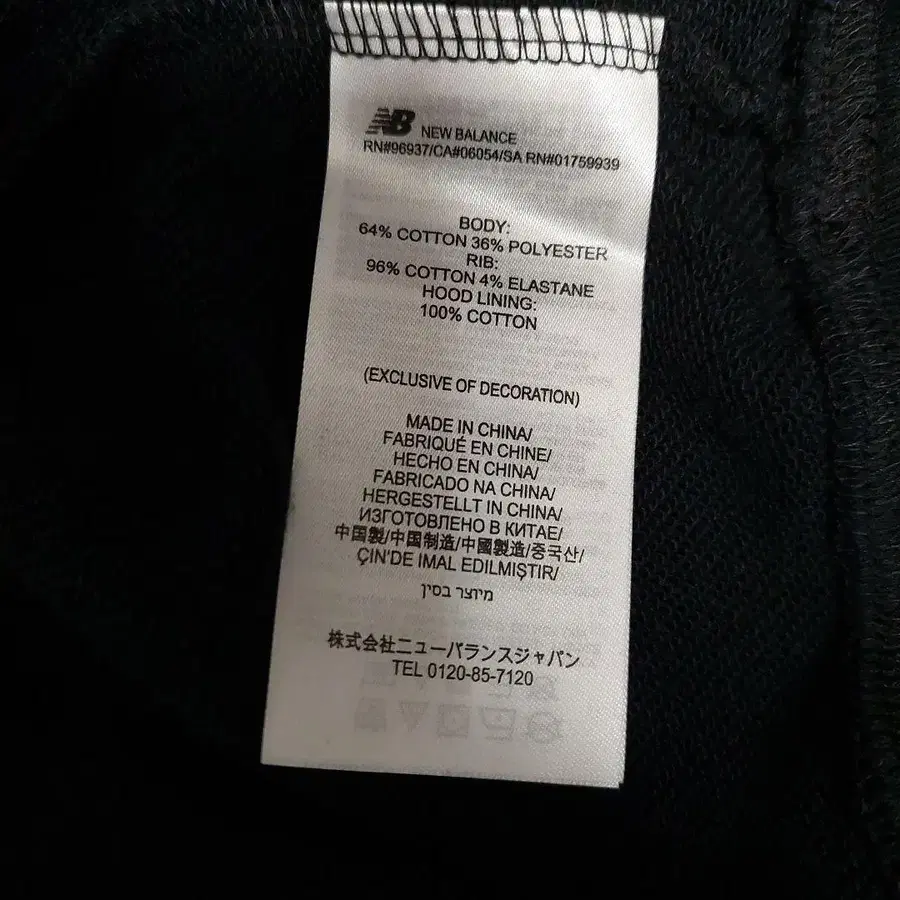 NB NEW BALANCE
RN#96937/CA#06054/SA RN#01759939
BODY:
64% COTTON 36% POLYESTER
RIB:
96% COTTON 4% ELASTANE
HOOD LINING:
100% COTTON
(EXCLUSIVE OF DECORATION)
MADE IN CHINA/
FABRIQUÉ EN CHINE/
HECHO EN CHINA/
FABRICADO NA CHINA/
HERGESTELLT IN CHINA/
ИЗГОТОВЛЕНО В КИТАЕ/
中国製/中国制造/中國製造/중국산/
ÇIN'DE IMAL EDILMIŞTIR/
מיוצר בסין
株式会社ニューバランスジャパン
TEL 0120-85-7120